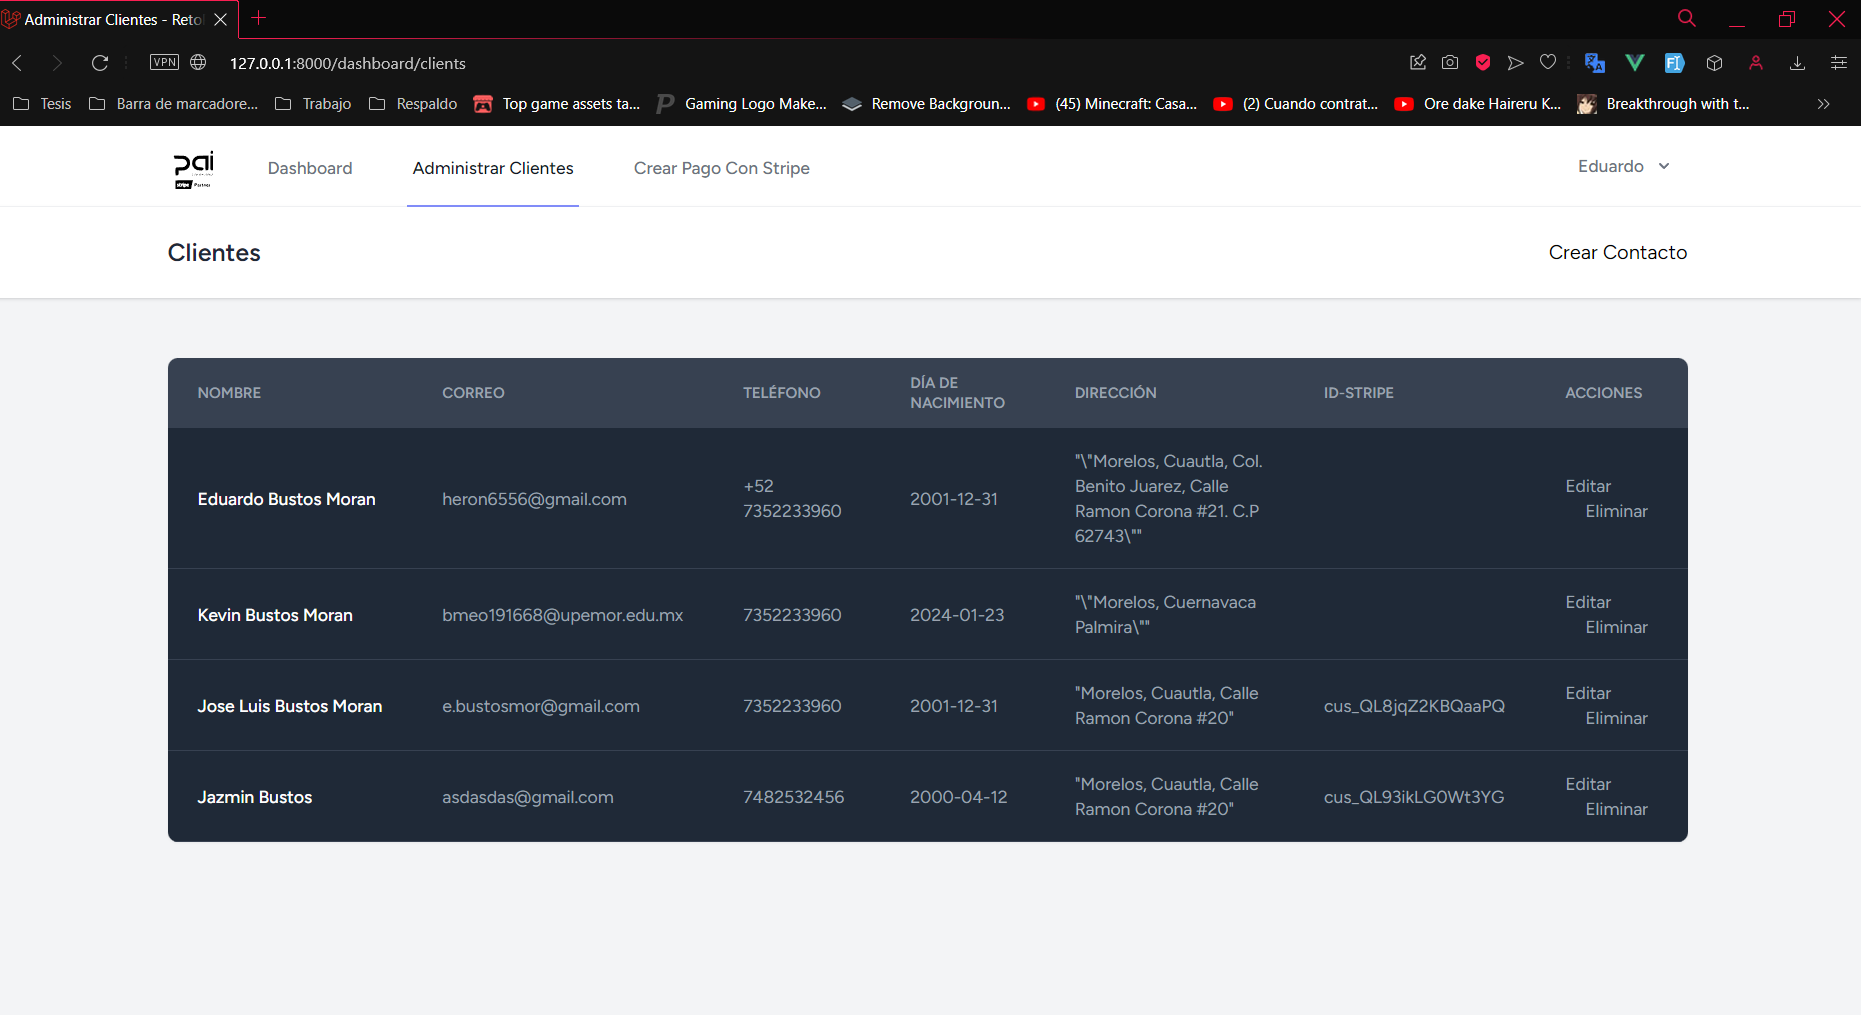 Administrar Clientes - Reto
VPN
127.0.0.1:8000/dashboard/clients
Tesis
Barra de marcadore...
Trabajo
Respaldo
Top game assets ta...
Gaming Logo Make...
Remove Backgroun...
(45) Minecraft: Casa...
(2) Cuando contrat...
Ore dake Haireru K...
Breakthrough with t...
pai
stripe Partner
Dashboard
Administrar Clientes
Crear Pago Con Stripe
Eduardo
Clientes
Crear Contacto
NOMBRE
CORREO
TELÉFONO
DÍA DE
NACIMIENTO
DIRECCIÓN
ID-STRIPE
ACCIONES
Eduardo Bustos Moran
heron6556@gmail.com
+52
7352233960
2001-12-31
"\"Morelos, Cuautla, Col.
Benito Juarez, Calle
Ramon Corona #21. C.P
62743\""
Editar
Eliminar
Kevin Bustos Moran
bmeo191668@upemor.edu.mx
7352233960
2024-01-23
"\"Morelos, Cuernavaca
Palmira\""
Editar
Eliminar
Jose Luis Bustos Moran
e.bustosmor@gmail.com
7352233960
2001-12-31
"Morelos, Cuautla, Calle
Ramon Corona #20"
cus_QL8jqZ2KBQaaPQ
Editar
Eliminar
Jazmin Bustos
asdasdas@gmail.com
7482532456
2000-04-12
"Morelos, Cuautla, Calle
Ramon Corona #20"
cus_QL93ikLG0Wt3YG
Editar
Eliminar